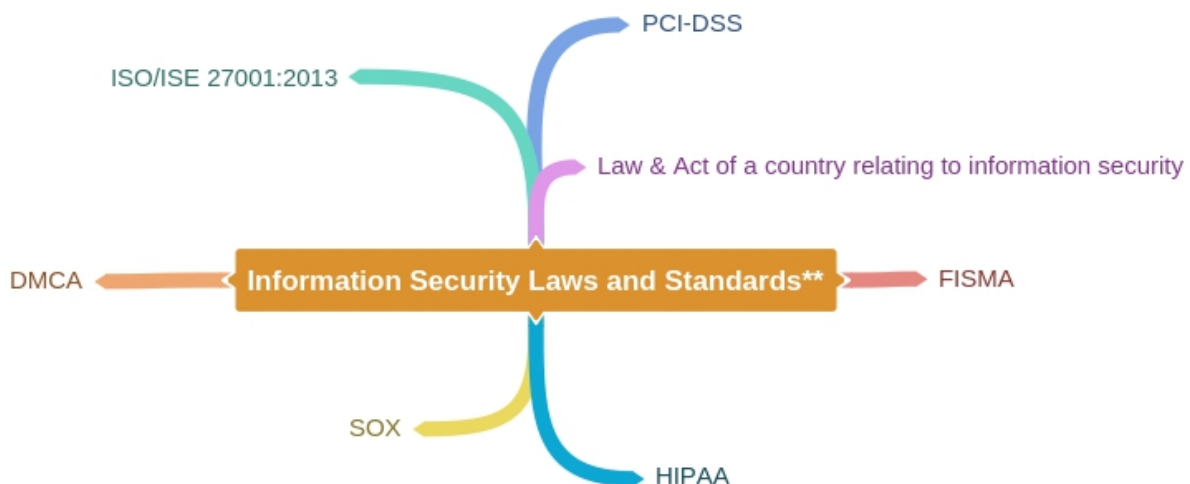 PCI-DSS
ISO/ISE 27001:2013
Law & Act of a country relating to information security
DMCA
Information Security Laws and Standards**
FISMA
SOX
HIPAA